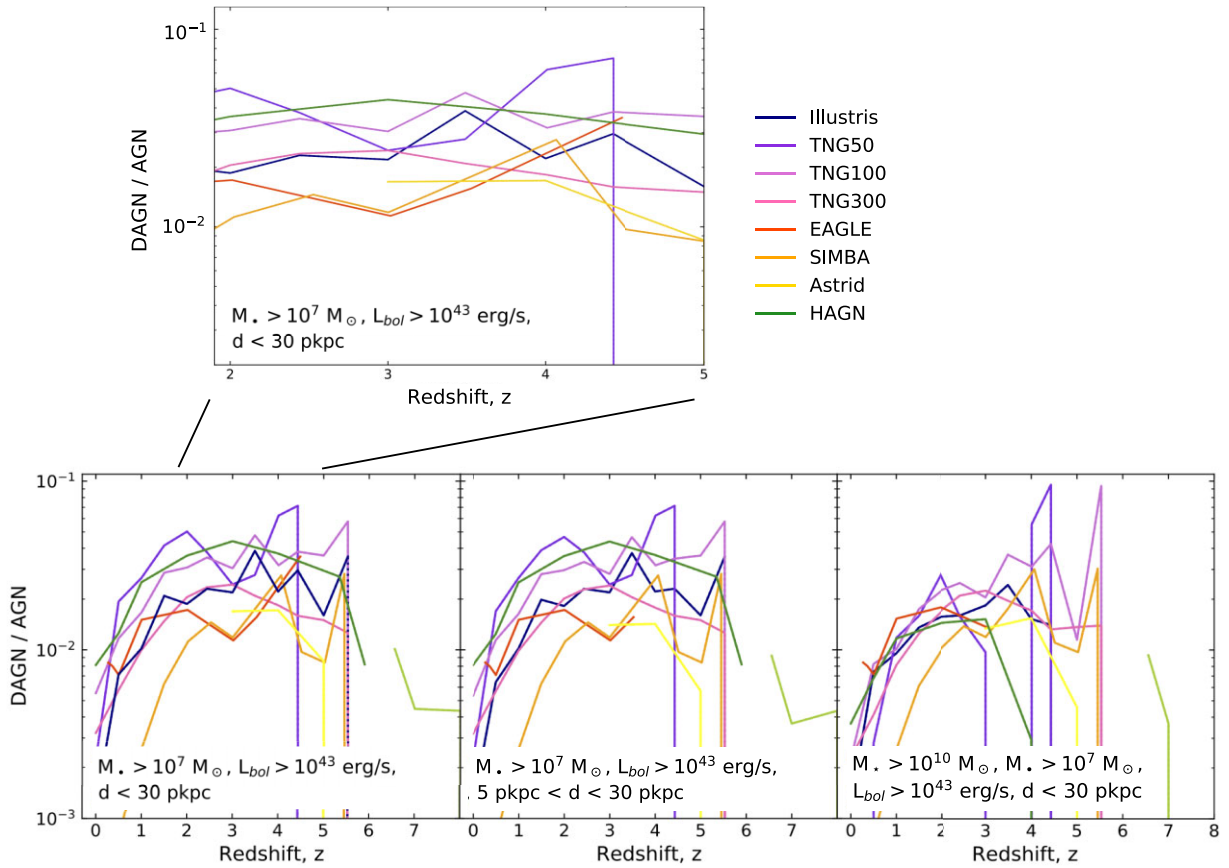 10⁻¹
10⁻²
DAGN / AGN
M• > 10⁷ M⊙, L_bol > 10⁴³ erg/s,
d < 30 pkpc
2 3 4 5
Redshift, z
Illustris
TNG50
TNG100
TNG300
EAGLE
SIMBA
Astrid
HAGN
10⁻¹
10⁻²
10⁻³
DAGN / AGN
M• > 10⁷ M⊙, L_bol > 10⁴³ erg/s,
d < 30 pkpc
0 1 2 3 4 5 6 7
Redshift, z
M• > 10⁷ M⊙, L_bol > 10⁴³ erg/s,
5 pkpc < d < 30 pkpc
0 1 2 3 4 5 6 7
Redshift, z
M⋆ > 10¹⁰ M⊙, M• > 10⁷ M⊙,
L_bol > 10⁴³ erg/s, d < 30 pkpc
0 1 2 3 4 5 6 7 8
Redshift, z